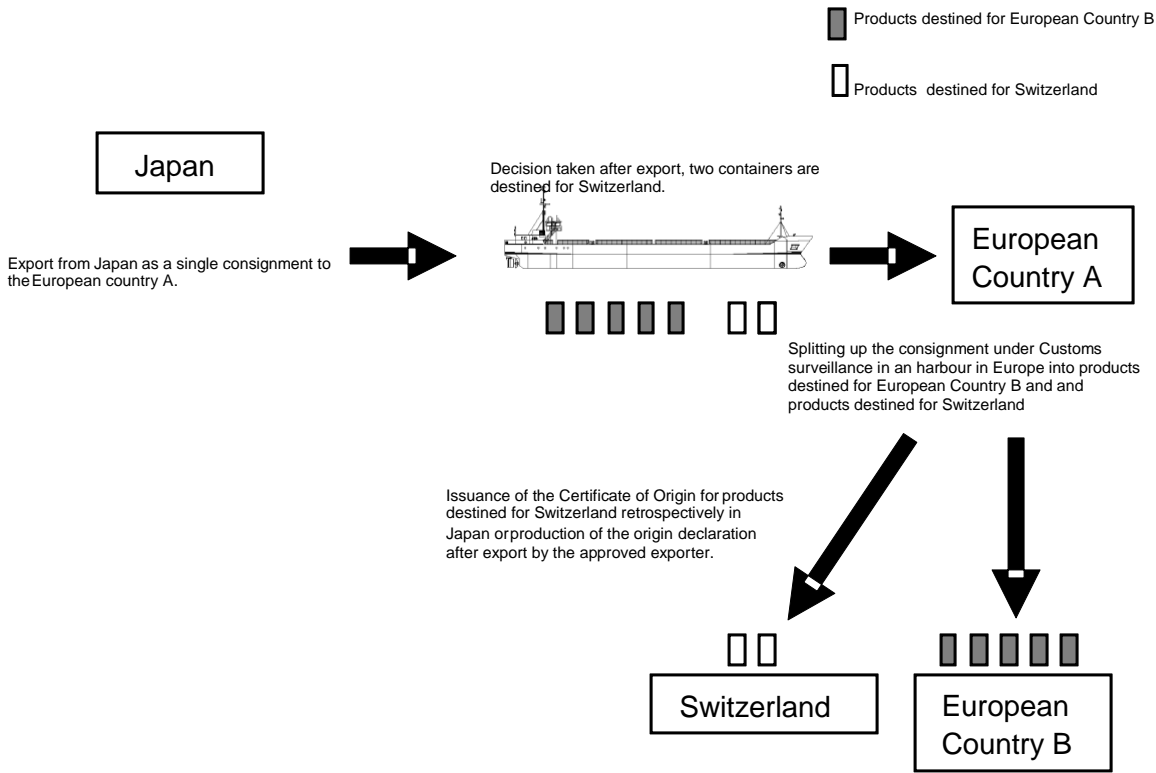 Products destined for European Country B
Products destined for Switzerland
Japan
Decision taken after export, two containers are
destined for Switzerland.
Export from Japan as a single consignment to
theEuropean country A.
European
Country A
Splitting up the consignment under Customs
surveillance in an harbour in Europe into products
destined for European Country B and and
products destined for Switzerland
Issuance of the Certificate of Origin for products
destined for Switzerland retrospectively in
Japan orproduction of the origin declaration
after export by the approved exporter.
Switzerland
European
Country B